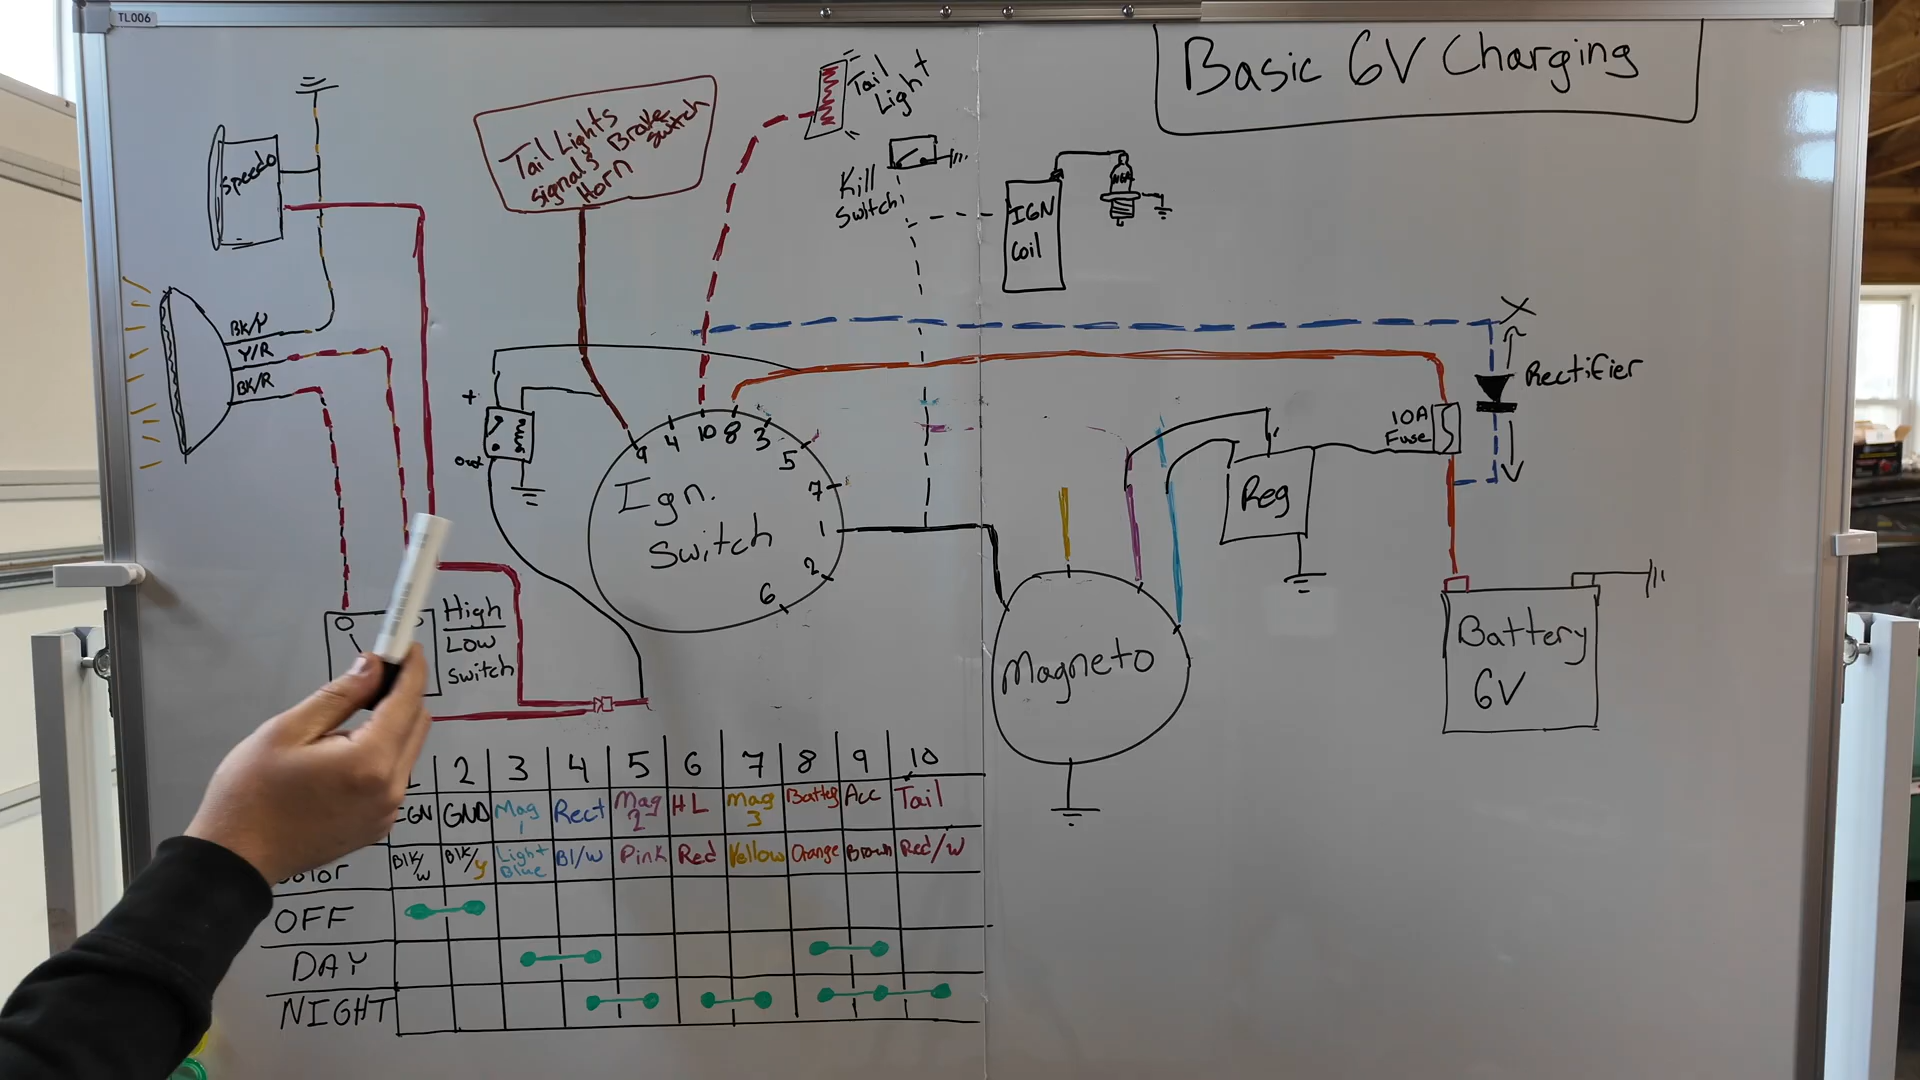 TL006
Basic 6V Charging
Tail
Light
Tail Lights
signals Brake
Switch
Horn
Speedo
Kill
Switch
IGN
Coil
NGK
BK/Y
Y/R
BK/R
Rectifier
10A
Fuse
+
out
9 4 10 8 3 5 7 1 2 6
Ign.
Switch
Reg
High
Low
Switch
Magneto
Battery
6V
1 2 3 4 5 6 7 8 9 10
IGN GND Mag 1 Rect Mag 2 HL Mag 3 Battery Acc Tail
Color Blk/w Blk/y Light Blue Bl/w Pink Red Yellow Orange Brown Red/w
OFF
DAY
NIGHT